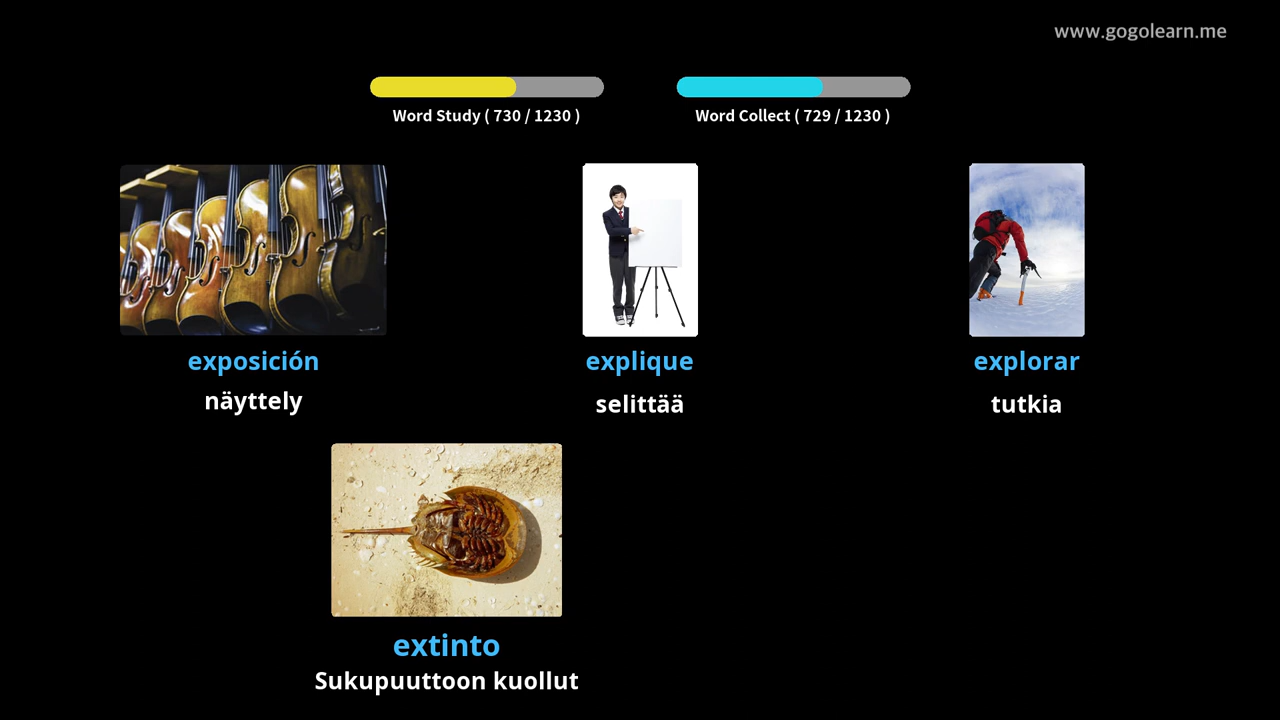 www.gogolearn.me
Word Study ( 730 / 1230 )
Word Collect ( 729 / 1230 )
exposición
näyttely
explique
selittää
explorar
tutkia
extinto
Sukupuuttoon kuollut